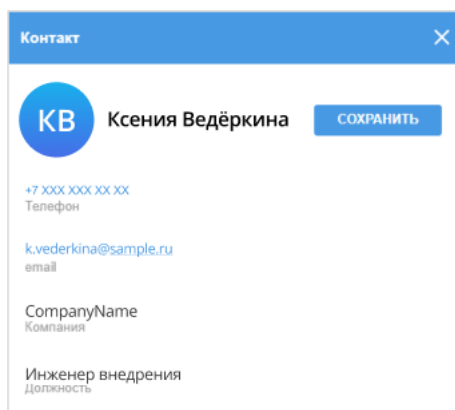 Контакт
КВ
Ксения Ведёркина
СОХРАНИТЬ
+7 XXX XXX XX XX
Телефон
k.vederkina@sample.ru
email
CompanyName
Компания
Инженер внедрения
Должность